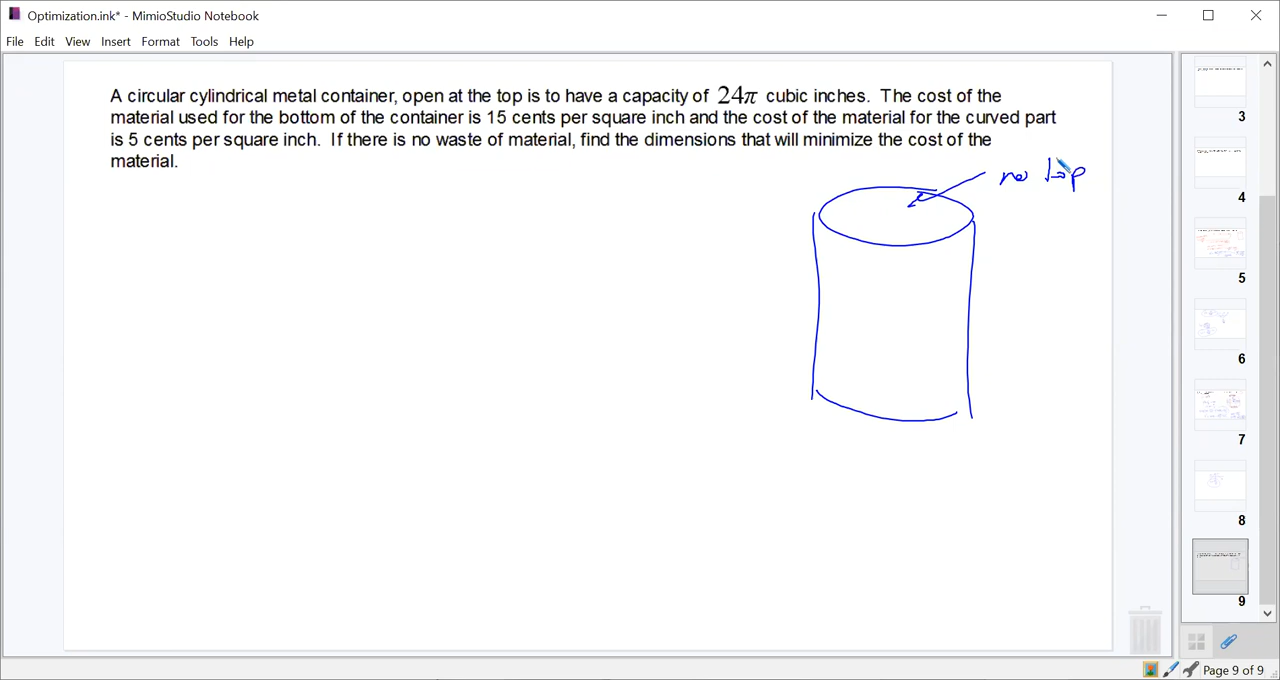 Optimization.ink* - MimioStudio Notebook
File Edit View Insert Format Tools Help
A circular cylindrical metal container, open at the top is to have a capacity of 24π cubic inches. The cost of the
material used for the bottom of the container is 15 cents per square inch and the cost of the material for the curved part
is 5 cents per square inch. If there is no waste of material, find the dimensions that will minimize the cost of the
material.
no top
3
4
5
6
7
8
9
Page 9 of 9